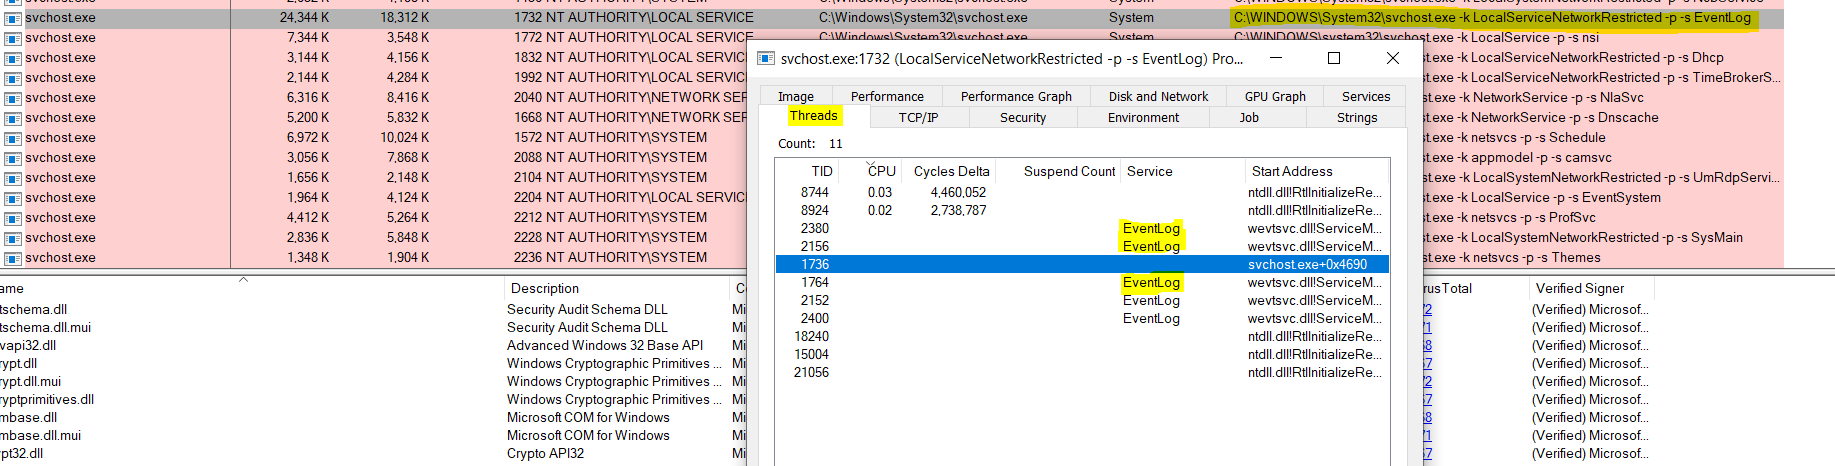 svchost.exe 24,344 K 18,312 K 1732 NT AUTHORITY\LOCAL SERVICE C:\Windows\System32\svchost.exe System C:\WINDOWS\System32\svchost.exe -k LocalServiceNetworkRestricted -p -s EventLog
svchost.exe 7,344 K 3,548 K 1772 NT AUTHORITY\LOCAL SERVICE C:\Windows\System32\svchost.exe System C:\WINDOWS\system32\svchost.exe -k LocalService -p -s nsi
svchost.exe 3,144 K 4,156 K 1832 NT AUTHORITY\LOCAL SERV
.exe -k LocalServiceNetworkRestricted -p -s Dhcp
svchost.exe 2,144 K 4,284 K 1992 NT AUTHORITY\LOCAL SERV
.exe -k LocalServiceNetworkRestricted -p -s TimeBrokerS...
svchost.exe 6,316 K 8,416 K 2040 NT AUTHORITY\NETWORK SEF
.exe -k NetworkService -p -s NlaSvc
svchost.exe 5,200 K 5,832 K 1668 NT AUTHORITY\NETWORK SEF
.exe -k NetworkService -p -s Dnscache
svchost.exe 6,972 K 10,024 K 1572 NT AUTHORITY\SYSTEM
.exe -k netsvcs -p -s Schedule
svchost.exe 3,056 K 7,868 K 2088 NT AUTHORITY\SYSTEM
.exe -k appmodel -p -s camsvc
svchost.exe 1,656 K 2,148 K 2104 NT AUTHORITY\SYSTEM
.exe -k LocalSystemNetworkRestricted -p -s UmRdpServi...
svchost.exe 1,964 K 4,124 K 2204 NT AUTHORITY\LOCAL SERVICE
.exe -k LocalService -p -s EventSystem
svchost.exe 4,412 K 5,264 K 2212 NT AUTHORITY\SYSTEM
.exe -k netsvcs -p -s ProfSvc
svchost.exe 2,836 K 5,848 K 2228 NT AUTHORITY\SYSTEM
.exe -k LocalSystemNetworkRestricted -p -s SysMain
svchost.exe 1,348 K 1,904 K 2236 NT AUTHORITY\SYSTEM
.exe -k netsvcs -p -s Themes
svchost.exe:1732 (LocalServiceNetworkRestricted -p -s EventLog) Pro...
Image Performance Performance Graph Disk and Network GPU Graph Services
Threads TCP/IP Security Environment Job Strings
Count: 11
TID CPU Cycles Delta Suspend Count Service Start Address
8744 0.03 4,460,052 ntdll.dll!RtlInitializeRe...
8924 0.02 2,738,787 ntdll.dll!RtlInitializeRe...
2380 EventLog wevtsvc.dll!ServiceM...
2156 EventLog wevtsvc.dll!ServiceM...
1736 svchost.exe+0x4690
1764 EventLog wevtsvc.dll!ServiceM...
2152 EventLog wevtsvc.dll!ServiceM...
2400 EventLog wevtsvc.dll!ServiceM...
18240 ntdll.dll!RtlInitializeRe...
15004 ntdll.dll!RtlInitializeRe...
21056 ntdll.dll!RtlInitializeRe...
ame Description Co rusTotal Verified Signer
tschema.dll Security Audit Schema DLL Mi 72 (Verified) Microsof...
tschema.dll.mui Security Audit Schema DLL Mi 71 (Verified) Microsof...
vapi32.dll Advanced Windows 32 Base API Mi 68 (Verified) Microsof...
rypt.dll Windows Cryptographic Primitives ... Mi 67 (Verified) Microsof...
rypt.dll.mui Windows Cryptographic Primitives ... Mi 72 (Verified) Microsof...
ryptprimitives.dll Windows Cryptographic Primitives ... Mi 67 (Verified) Microsof...
mbase.dll Microsoft COM for Windows Mi 68 (Verified) Microsof...
mbase.dll.mui Microsoft COM for Windows Mi 71 (Verified) Microsof...
pt32.dll Crypto API32 Mi 67 (Verified) Microsof...